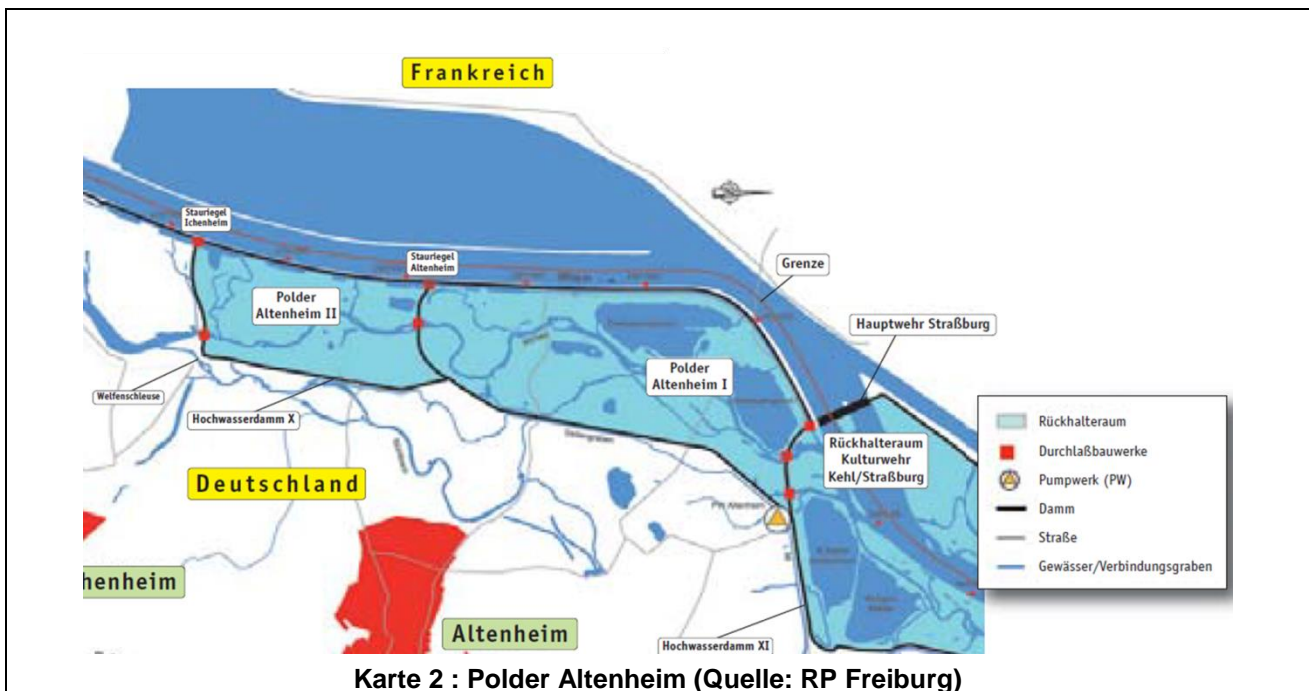 Frankreich
Stauriegel
Ichenheim
Stauriegel
Altenheim
Grenze
Polder
Altenheim II
Hauptwehr Straßburg
Polder
Altenheim I
Welfenschleuse
Hochwasserdamm X
Rückhalteraum
Kulturwehr
Kehl/Straßburg
Deutschland
PW Altenheim
henheim
Altenheim
Hochwasserdamm XI
Rückhalteraum
Durchlaßbauwerke
Pumpwerk (PW)
Damm
Straße
Gewässer/Verbindungsgraben
Karte 2 : Polder Altenheim (Quelle: RP Freiburg)